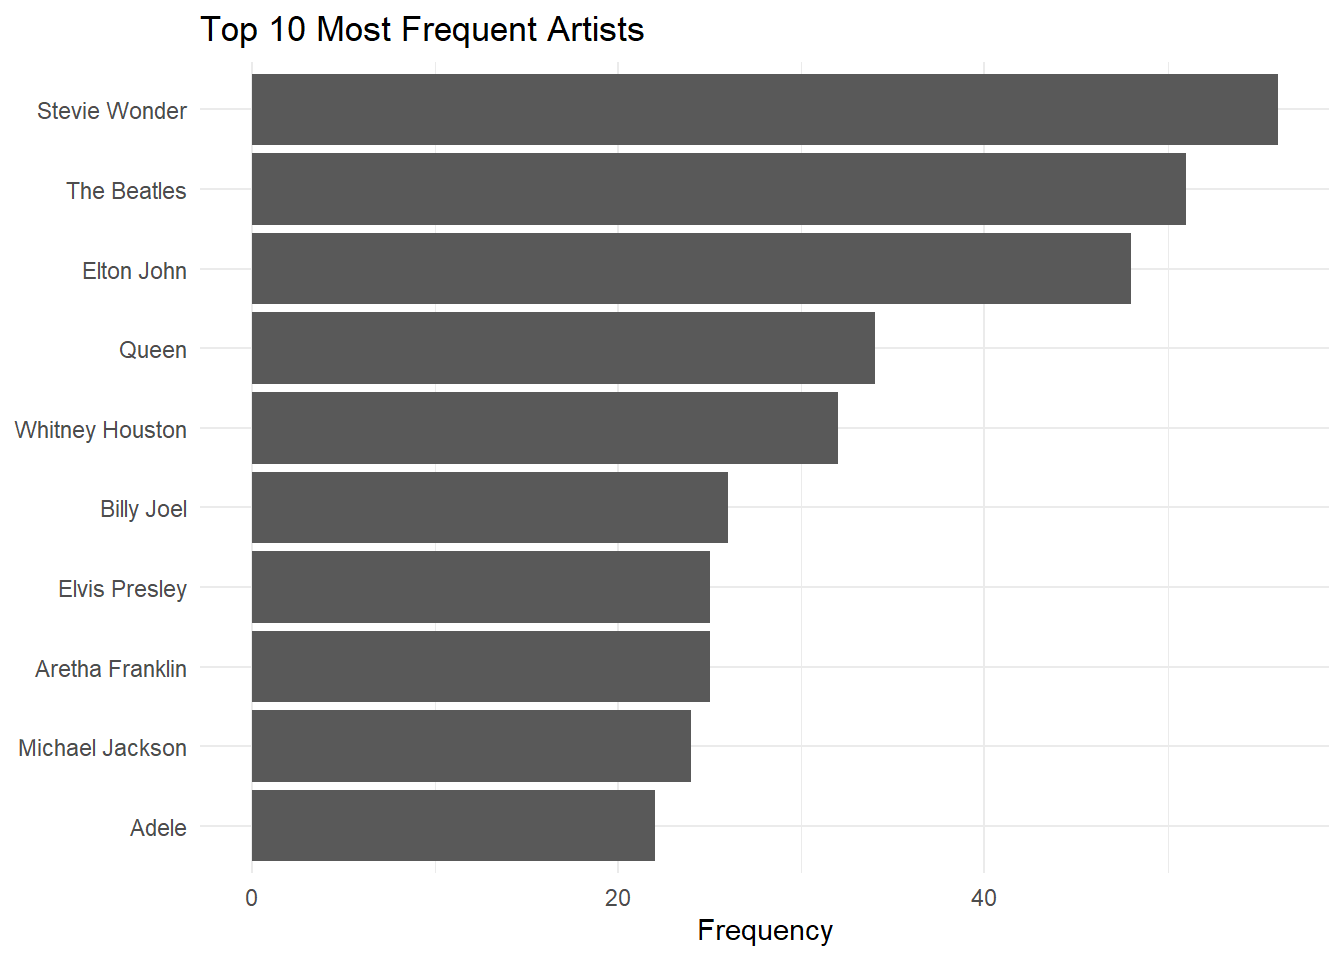 Top 10 Most Frequent Artists
Stevie Wonder
The Beatles
Elton John
Queen
Whitney Houston
Billy Joel
Elvis Presley
Aretha Franklin
Michael Jackson
Adele
0 20 40
Frequency